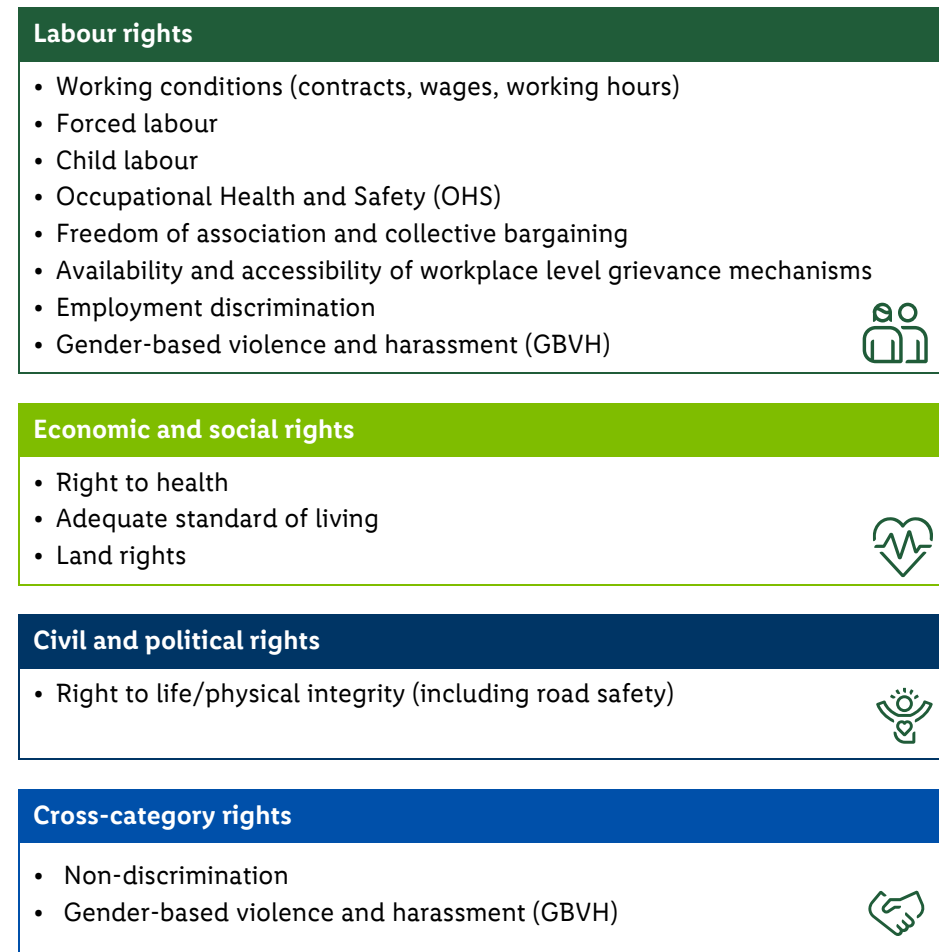 Labour rights
• Working conditions (contracts, wages, working hours)
• Forced labour
• Child labour
• Occupational Health and Safety (OHS)
• Freedom of association and collective bargaining
• Availability and accessibility of workplace level grievance mechanisms
• Employment discrimination
• Gender-based violence and harassment (GBVH)
Economic and social rights
• Right to health
• Adequate standard of living
• Land rights
Civil and political rights
• Right to life/physical integrity (including road safety)
Cross-category rights
• Non-discrimination
• Gender-based violence and harassment (GBVH)